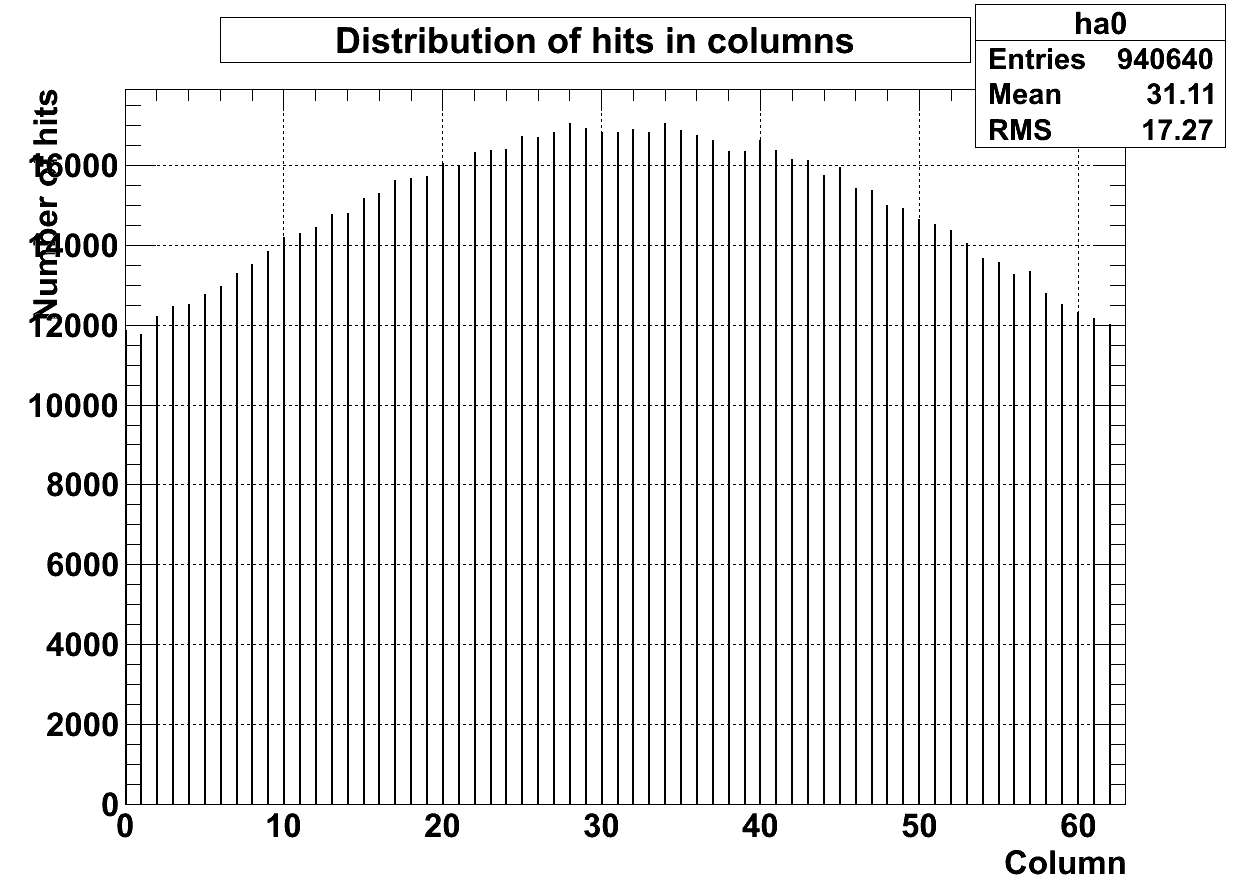 Distribution of hits in columns
ha0
Entries 940640
Mean 31.11
RMS 17.27
Number of hits
16000
14000
12000
10000
8000
6000
4000
2000
0
0 10 20 30 40 50 60
Column